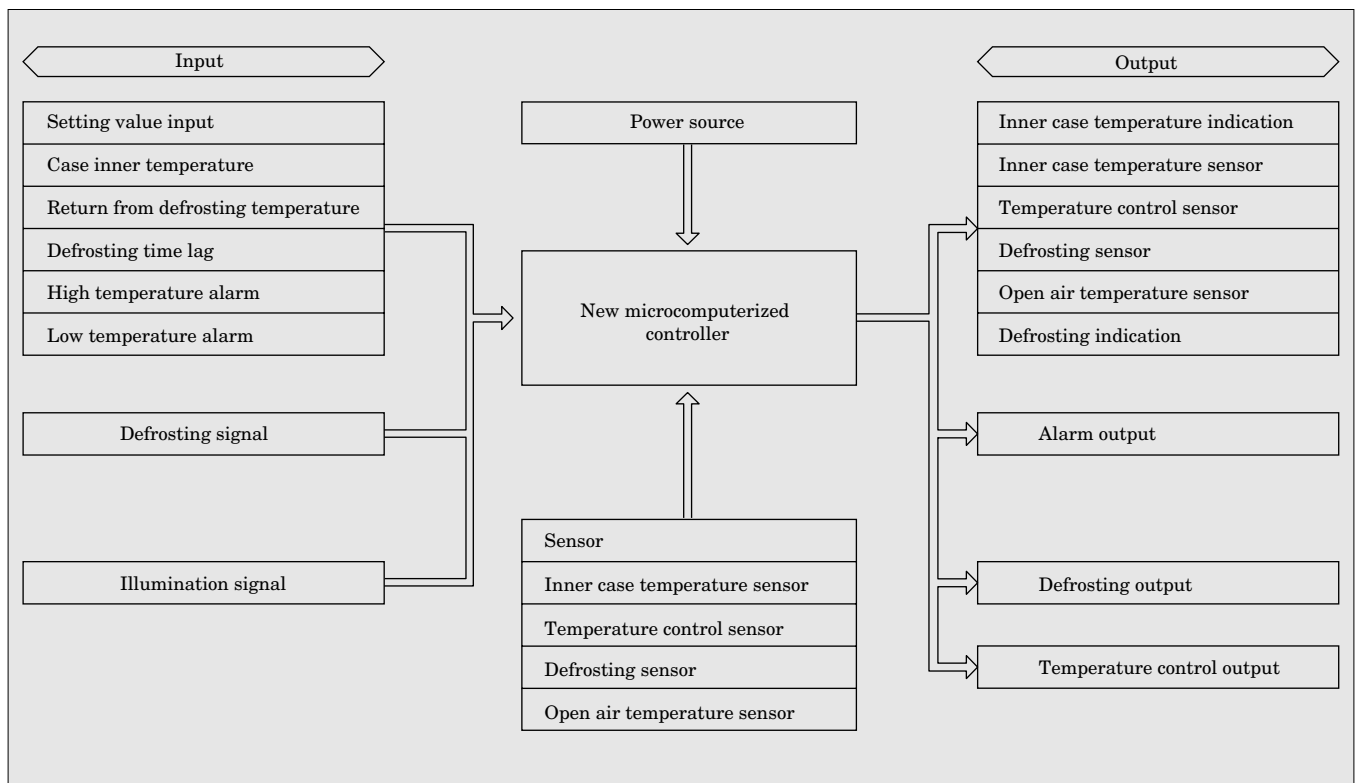 Input
Setting value input
Case inner temperature
Return from defrosting temperature
Defrosting time lag
High temperature alarm
Low temperature alarm
Defrosting signal
Illumination signal
Power source
New microcomputerized
controller
Sensor
Inner case temperature sensor
Temperature control sensor
Defrosting sensor
Open air temperature sensor
Output
Inner case temperature indication
Inner case temperature sensor
Temperature control sensor
Defrosting sensor
Open air temperature sensor
Defrosting indication
Alarm output
Defrosting output
Temperature control output